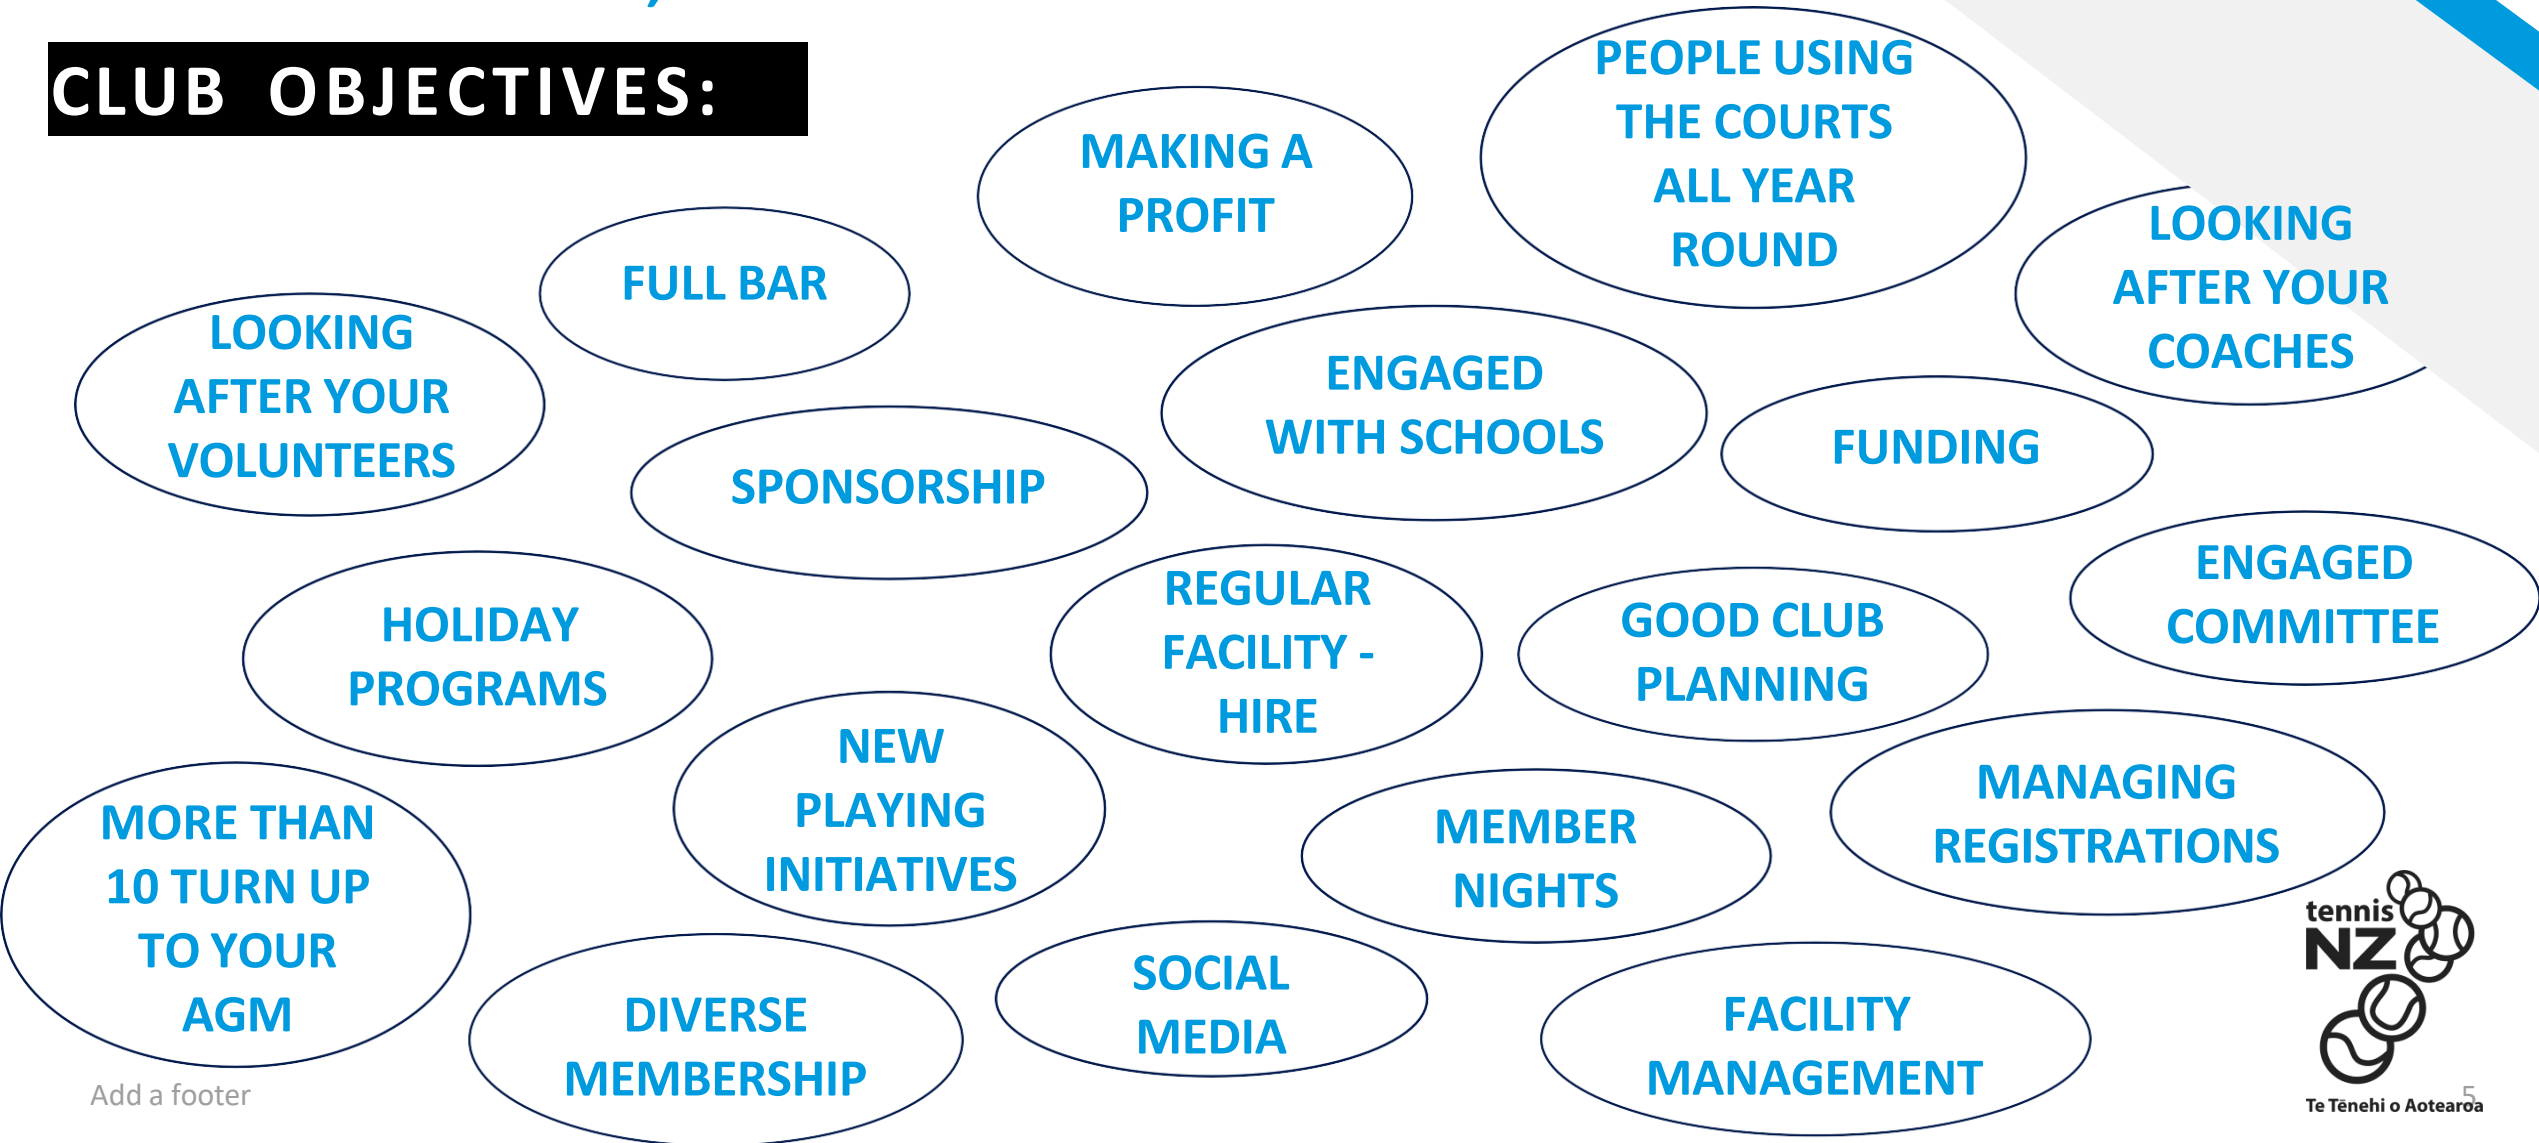 CLUB OBJECTIVES:
PEOPLE USING
THE COURTS
ALL YEAR
ROUND
MAKING A
PROFIT
LOOKING
AFTER YOUR
COACHES
FULL BAR
LOOKING
AFTER YOUR
VOLUNTEERS
ENGAGED
WITH SCHOOLS
FUNDING
SPONSORSHIP
ENGAGED
COMMITTEE
HOLIDAY
PROGRAMS
REGULAR
FACILITY -
HIRE
GOOD CLUB
PLANNING
NEW
PLAYING
INITIATIVES
MANAGING
REGISTRATIONS
MORE THAN
10 TURN UP
TO YOUR
AGM
MEMBER
NIGHTS
SOCIAL
MEDIA
DIVERSE
MEMBERSHIP
FACILITY
MANAGEMENT
tennis
NZ
Te Tēnehi o Aotearoa
Add a footer
5